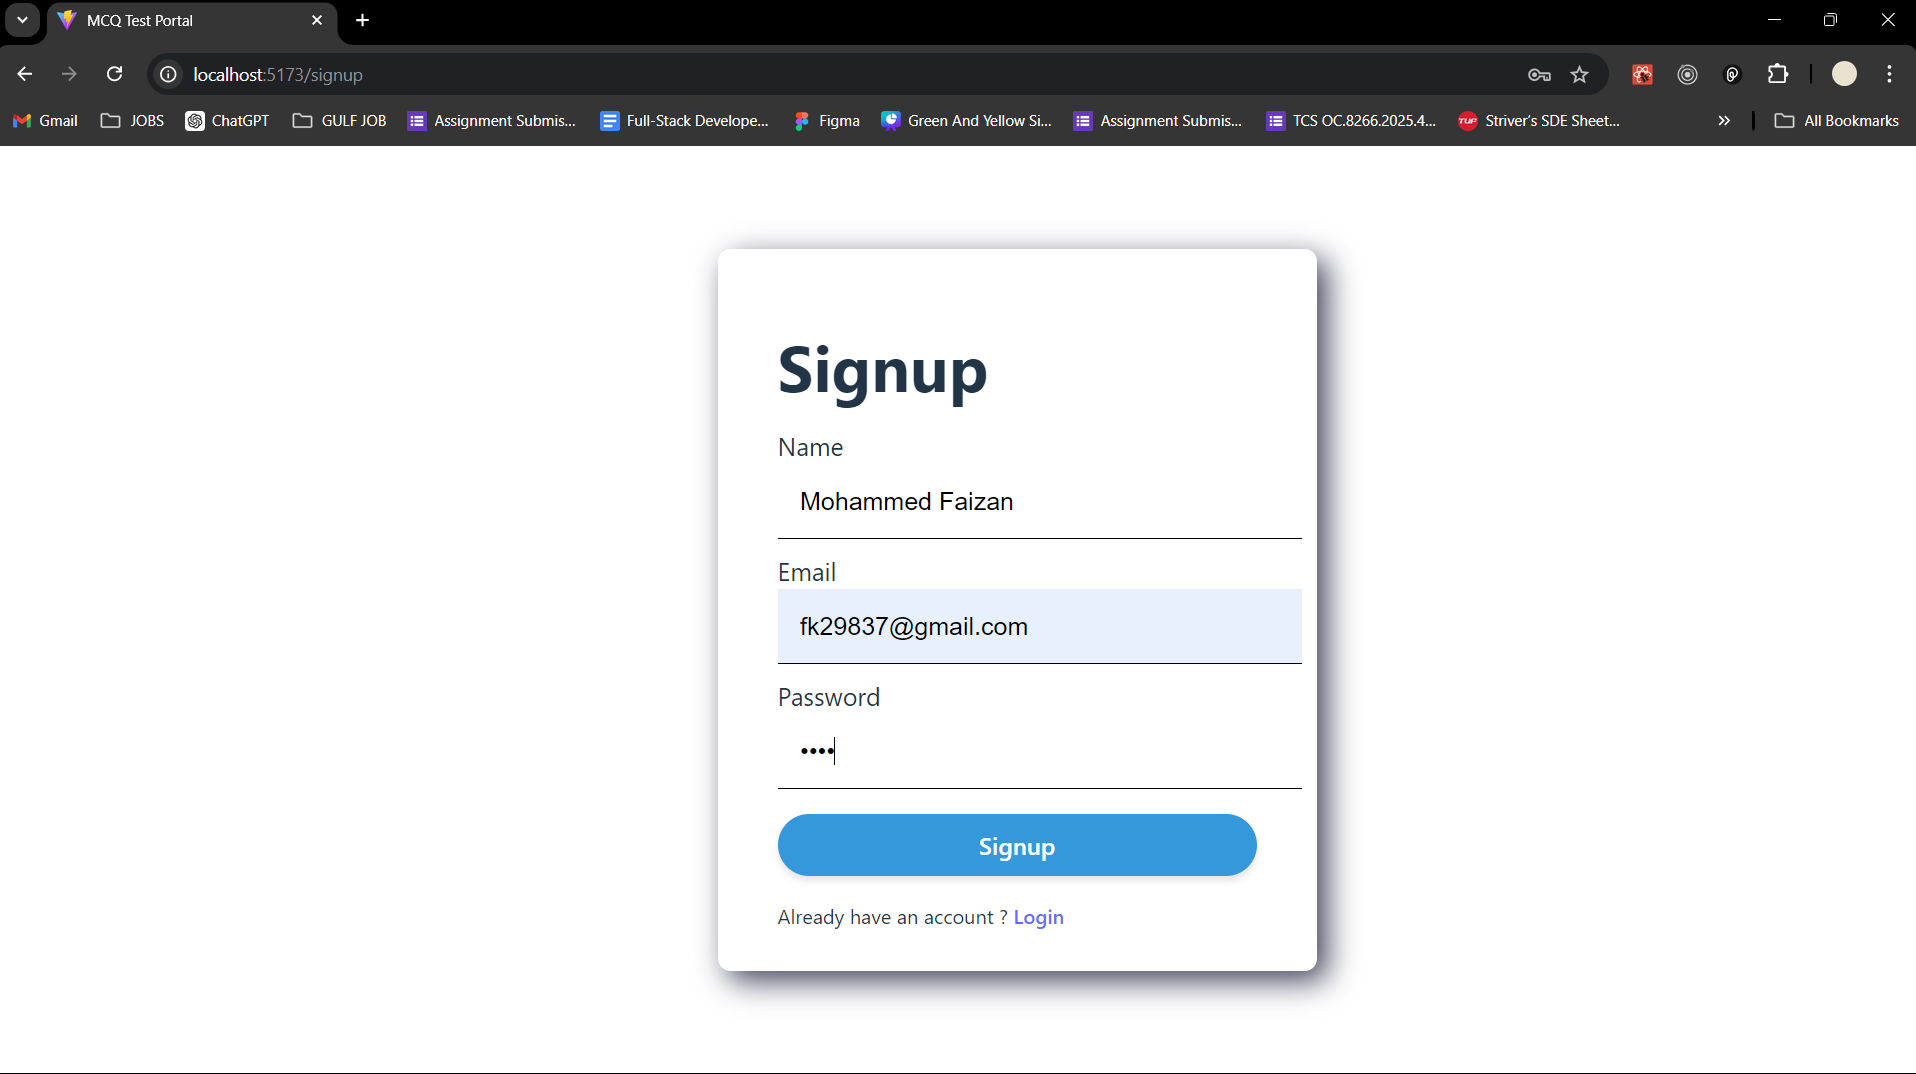 MCQ Test Portal
localhost:5173/signup
Gmail JOBS ChatGPT GULF JOB Assignment Submis... Full-Stack Develope... Figma Green And Yellow Si... Assignment Submis... TCS OC.8266.2025.4... TUF Striver's SDE Sheet... » All Bookmarks
Signup
Name
Mohammed Faizan
Email
fk29837@gmail.com
Password
••••
Signup
Already have an account ? Login